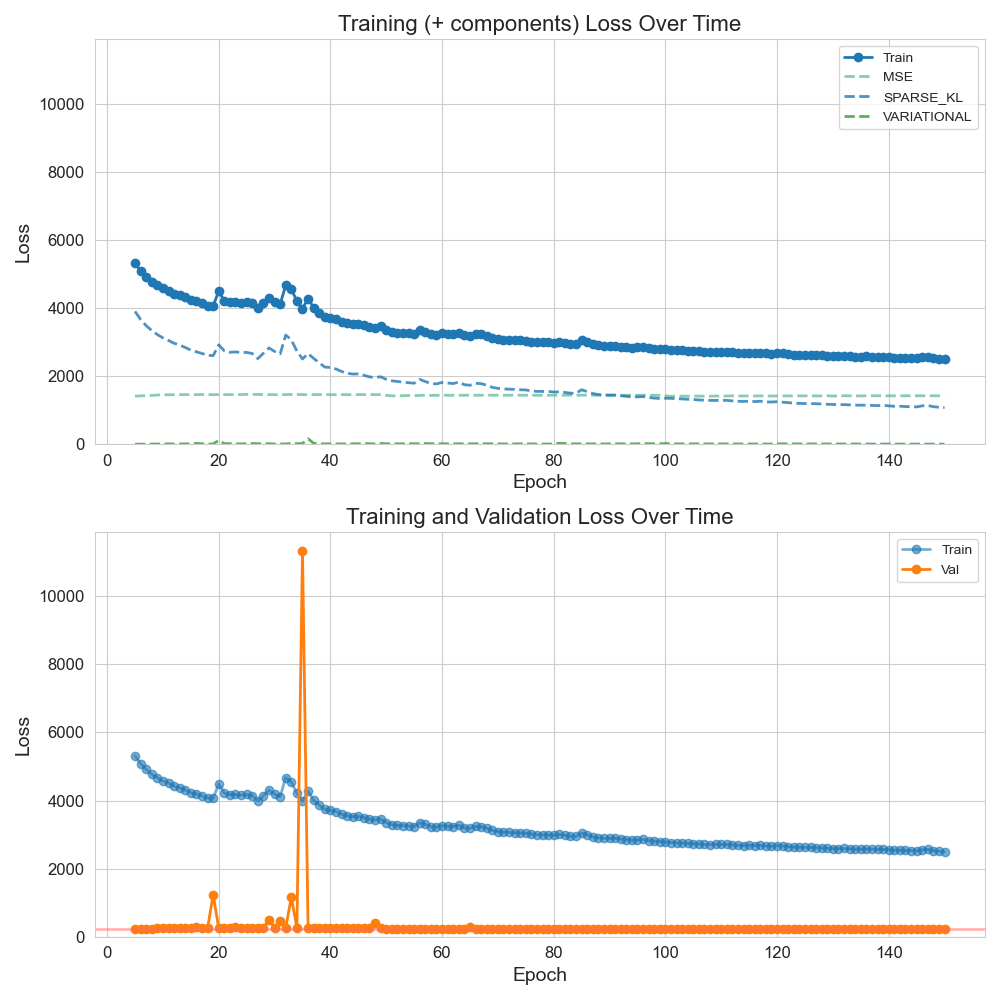 Training (+ components) Loss Over Time
Train
MSE
SPARSE_KL
VARIATIONAL
Loss
10000
8000
6000
4000
2000
0
0 20 40 60 80 100 120 140
Epoch
Training and Validation Loss Over Time
Train
Val
Loss
10000
8000
6000
4000
2000
0
0 20 40 60 80 100 120 140
Epoch